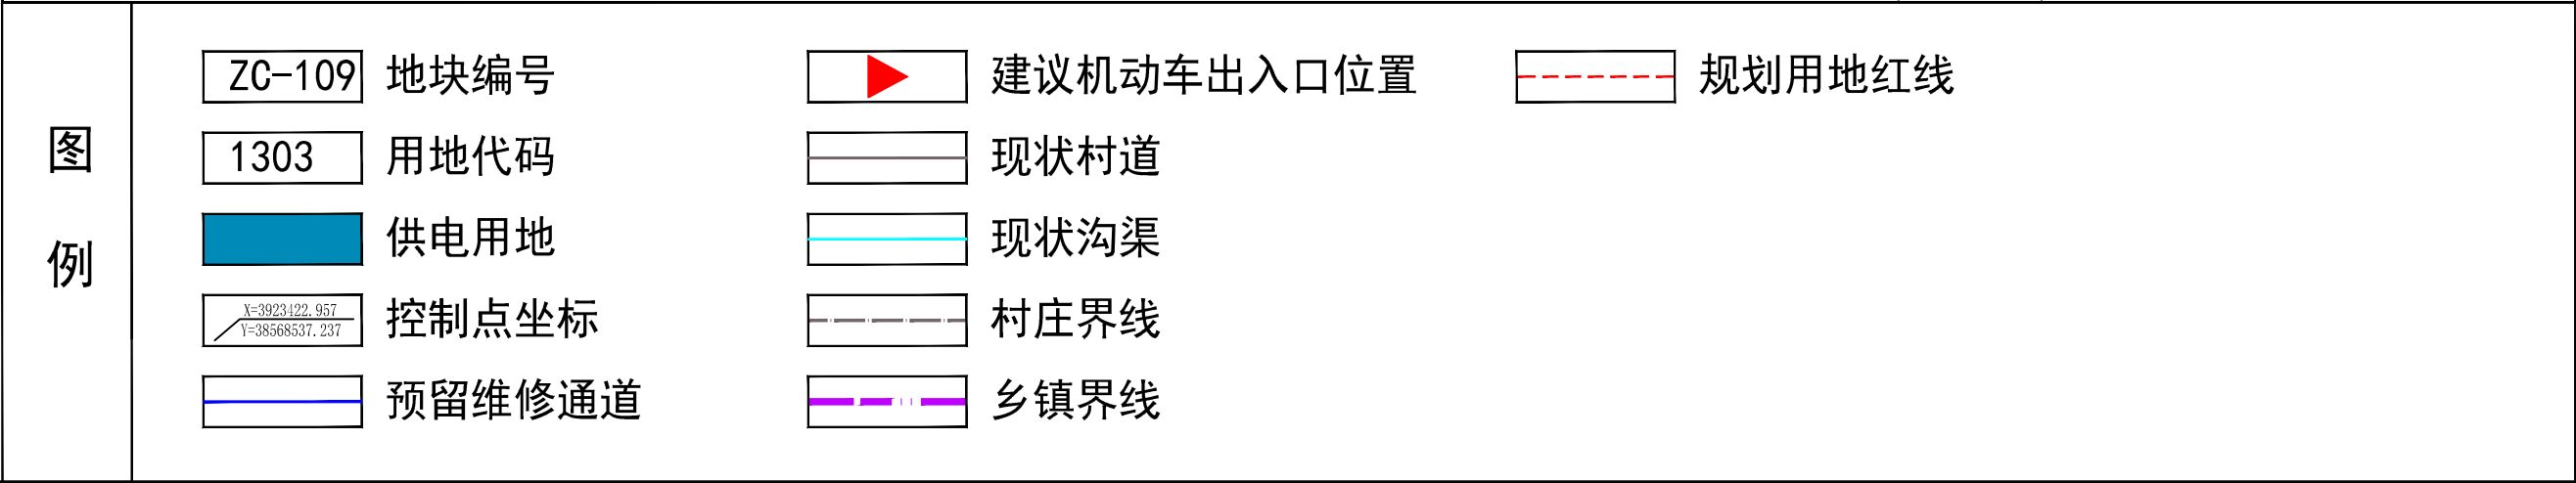 图例
ZC-109 地块编号
1303 用地代码
供电用地
X=3923422.957
Y=38568537.237
控制点坐标
预留维修通道
建议机动车出入口位置
现状村道
现状沟渠
村庄界线
乡镇界线
规划用地红线